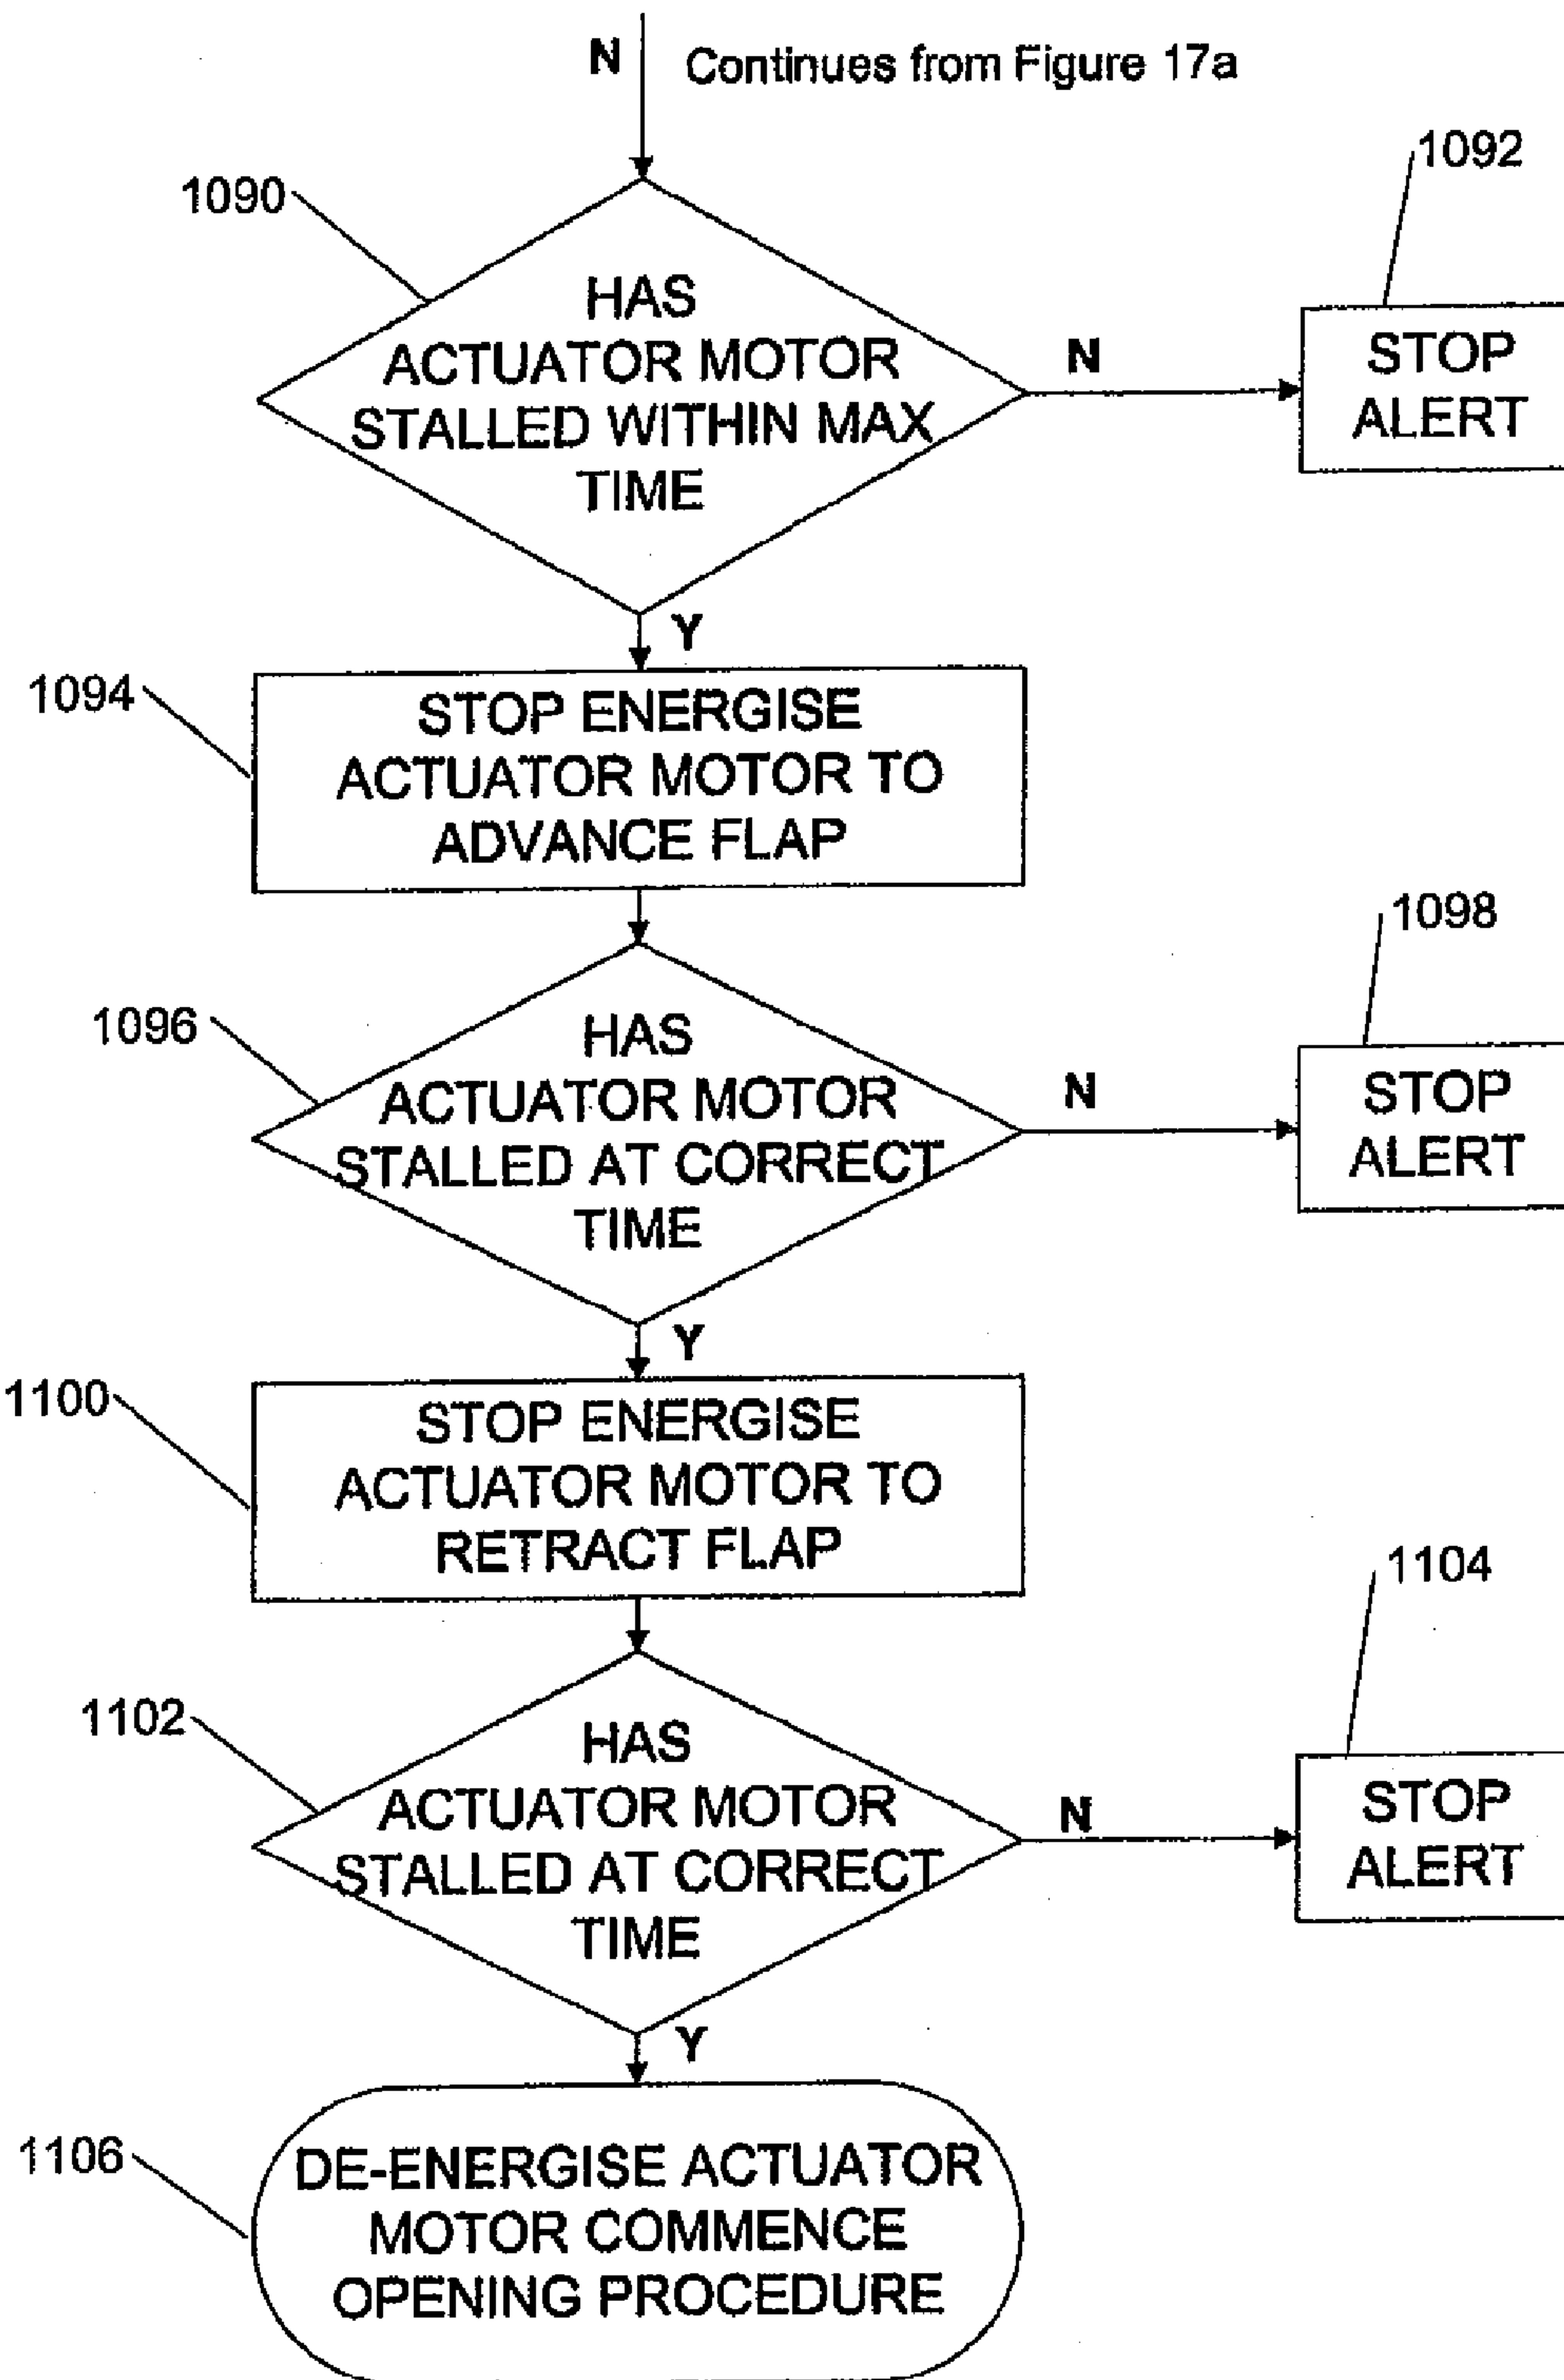 N
Continues from Figure 17a
1090
1092
HAS
ACTUATOR MOTOR
STALLED WITHIN MAX
TIME
N
STOP
ALERT
Y
1094
STOP ENERGISE
ACTUATOR MOTOR TO
ADVANCE FLAP
1096
1098
HAS
ACTUATOR MOTOR
STALLED AT CORRECT
TIME
N
STOP
ALERT
Y
1100
STOP ENERGISE
ACTUATOR MOTOR TO
RETRACT FLAP
1102
1104
HAS
ACTUATOR MOTOR
STALLED AT CORRECT
TIME
N
STOP
ALERT
Y
1106
DE-ENERGISE ACTUATOR
MOTOR COMMENCE
OPENING PROCEDURE